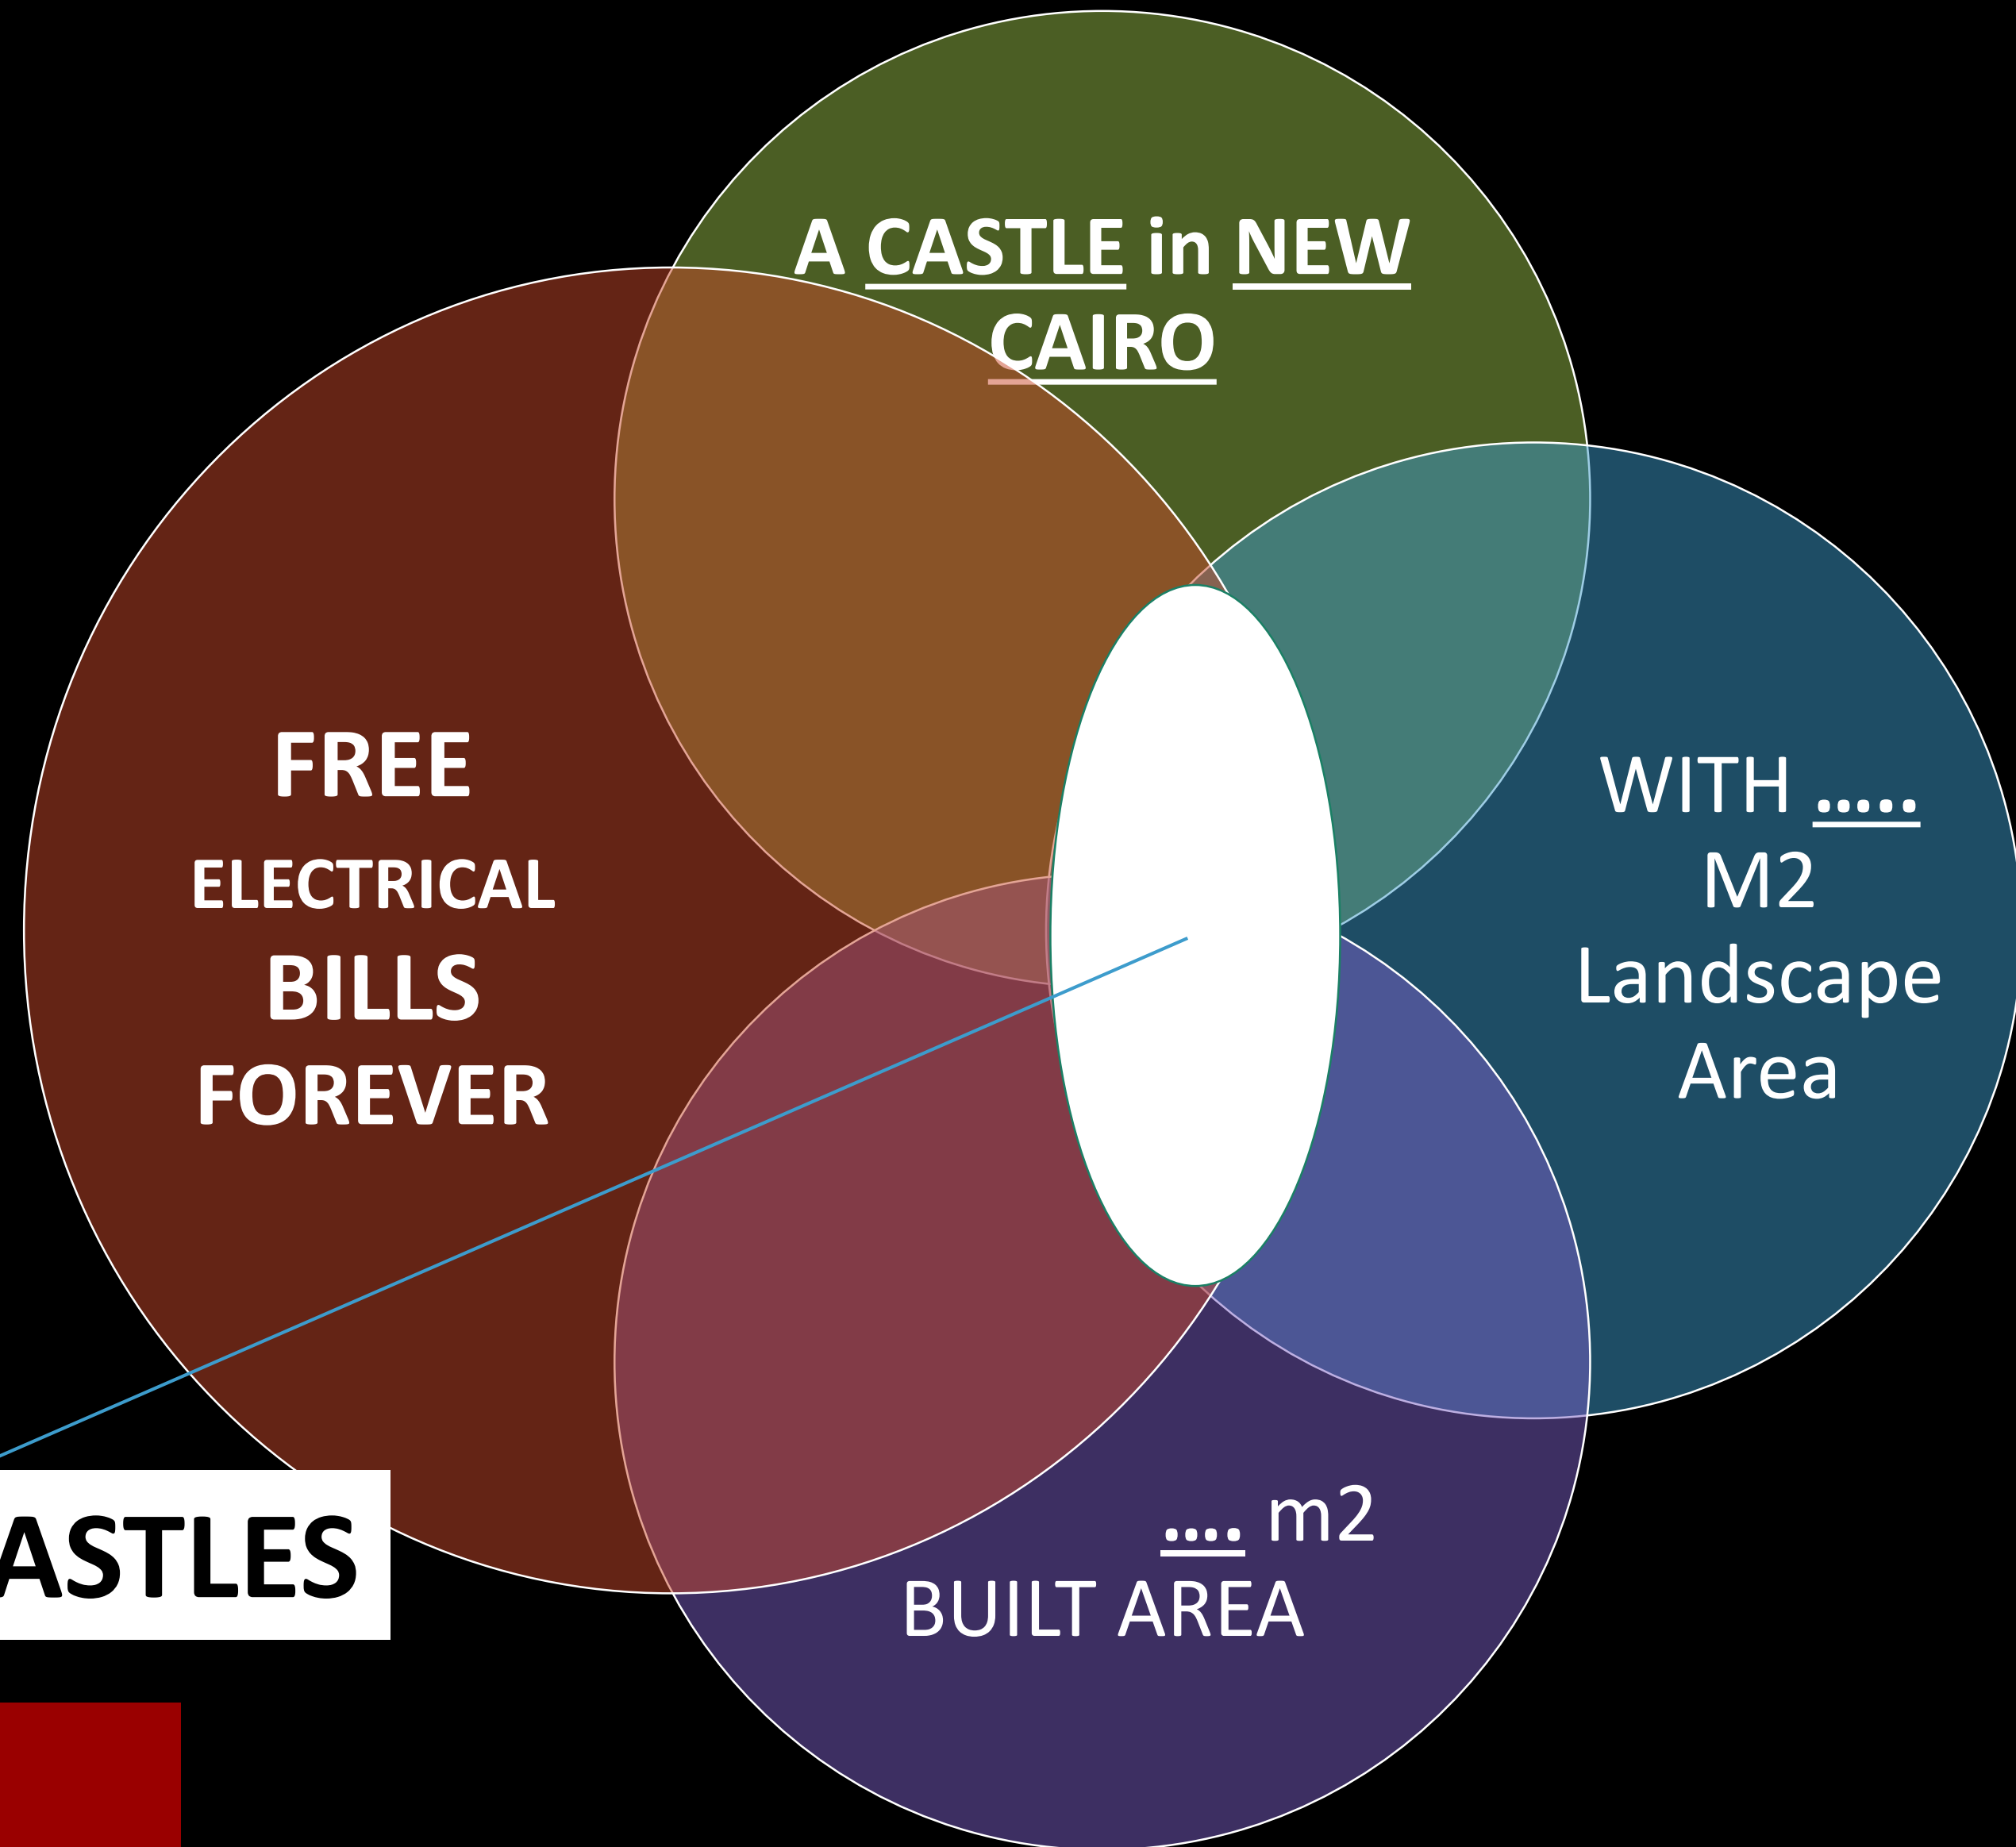 A CASTLE in NEW
CAIRO
FREE
ELECTRICAL
BILLS
FOREVER
WITH .....
M2
Landscape
Area
.... m2
BUILT AREA
ASTLES